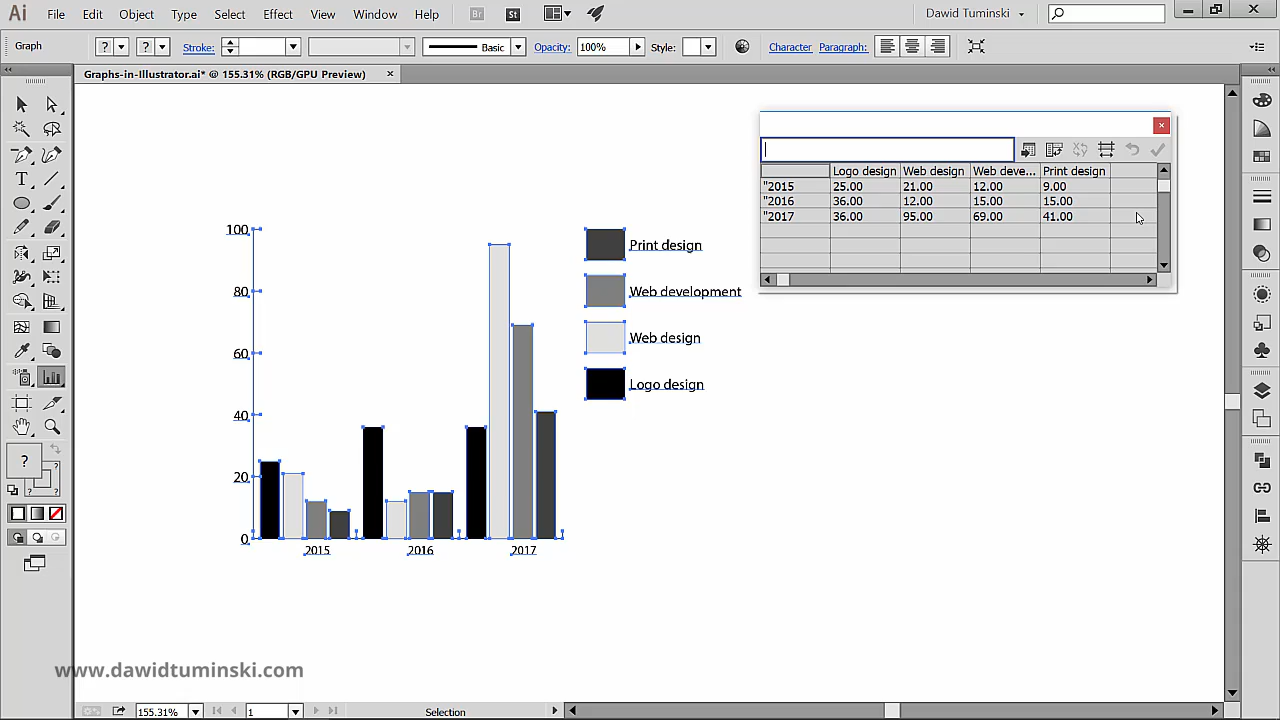 Ai File Edit Object Type Select Effect View Window Help Br St Dawid Tuminski
Graph ? ? Stroke: Basic Opacity: 100% Style: Character Paragraph:
Graphs-in-Illustrator.ai* @ 155.31% (RGB/GPU Preview)
Logo design Web design Web deve... Print design
"2015 25.00 21.00 12.00 9.00
"2016 36.00 12.00 15.00 15.00
"2017 36.00 95.00 69.00 41.00
100
80
60
40
20
0
2015 2016 2017
Print design
Web development
Web design
Logo design
T
?
?
?
www.dawidtuminski.com
155.31% 1 Selection